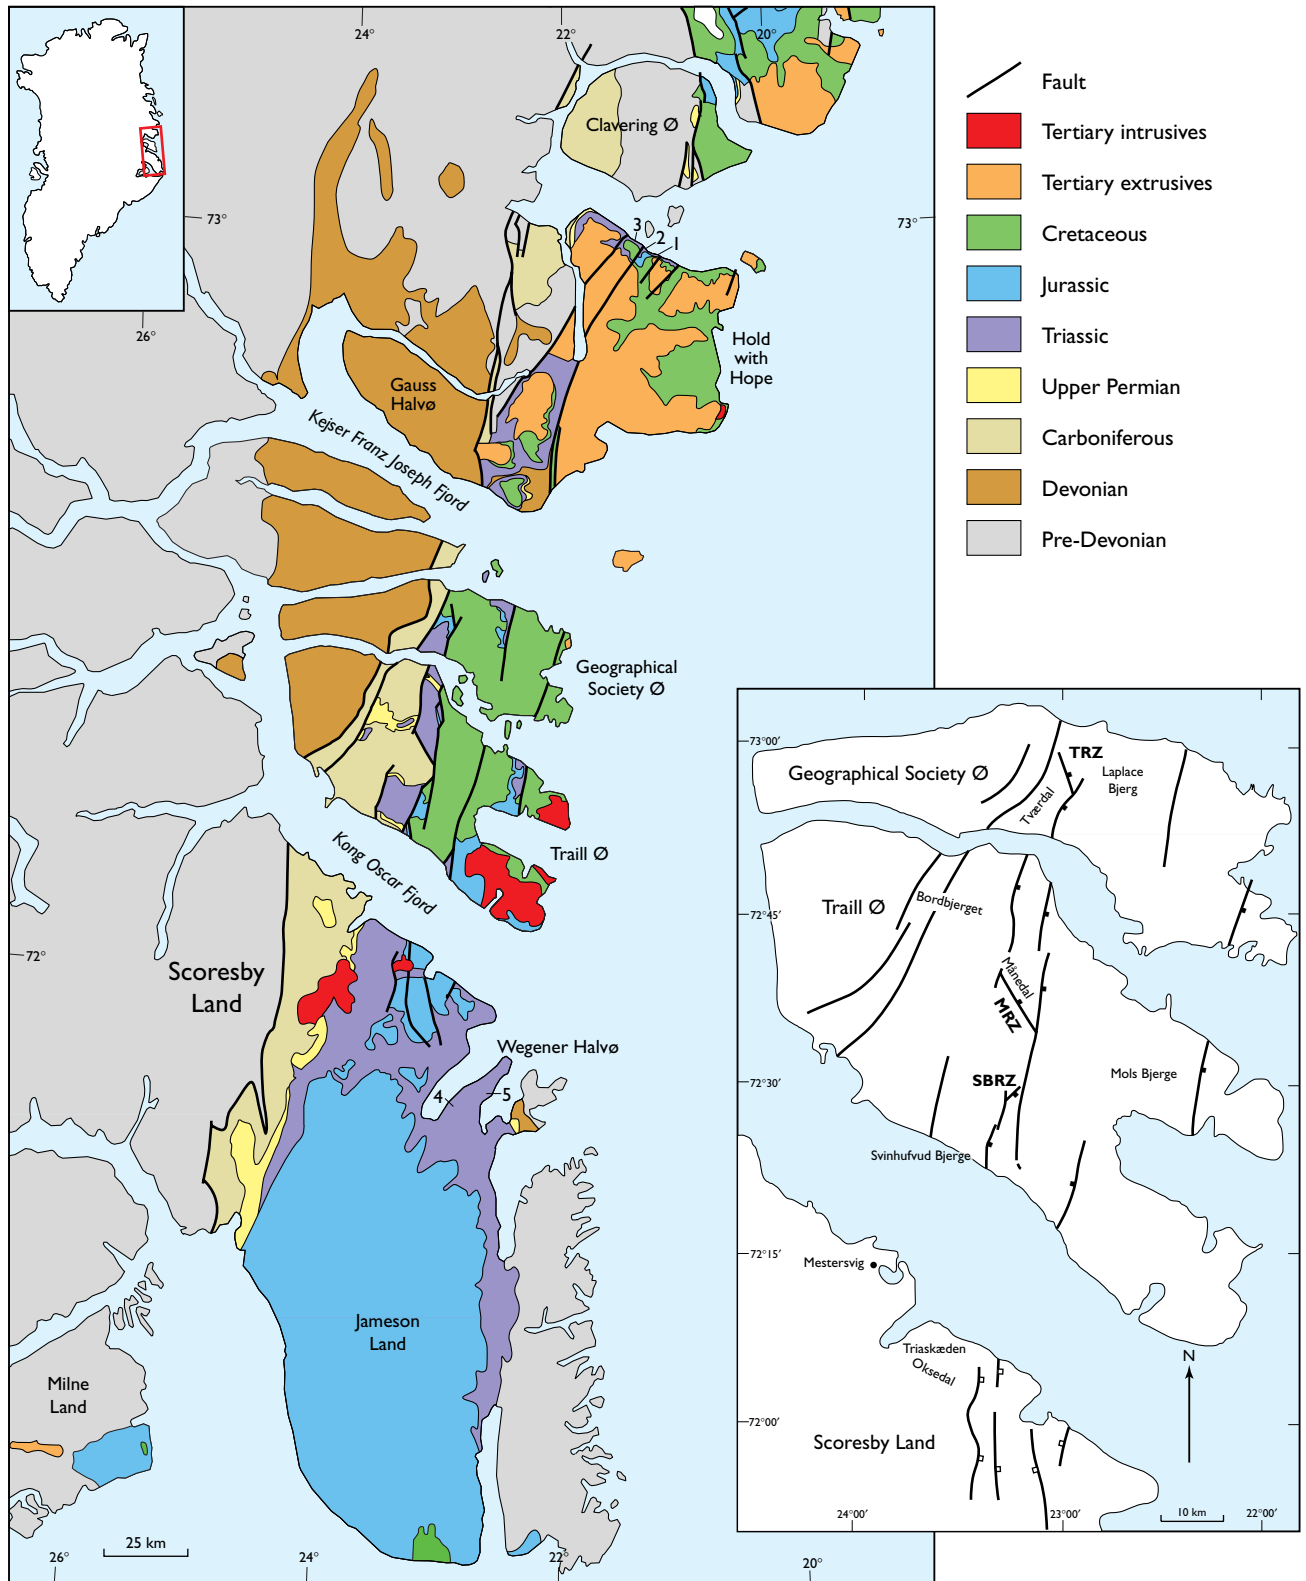 24°
22°
20°
Clavering Ø
73°
73°
3
2
1
26°
Hold
with
Hope
Gauss
Halvø
Kejser Franz Joseph Fjord
Geographical
Society Ø
Traill Ø
Kong Oscar Fjord
72°
Scoresby
Land
Wegener Halvø
4
5
Jameson
Land
Milne
Land
25 km
26°
24°
22°
20°
Fault
Tertiary intrusives
Tertiary extrusives
Cretaceous
Jurassic
Triassic
Upper Permian
Carboniferous
Devonian
Pre-Devonian
73°00′
Geographical Society Ø
TRZ
Laplace
Bjerg
Tværdal
Traill Ø
Bordbjerget
72°45′
Månedal
MRZ
72°30′
SBRZ
Mols Bjerge
Svinhufvud Bjerge
72°15′
Mestersvig
Triaskæden
Oksedal
N
72°00′
Scoresby Land
10 km
24°00′
23°00′
22°00′